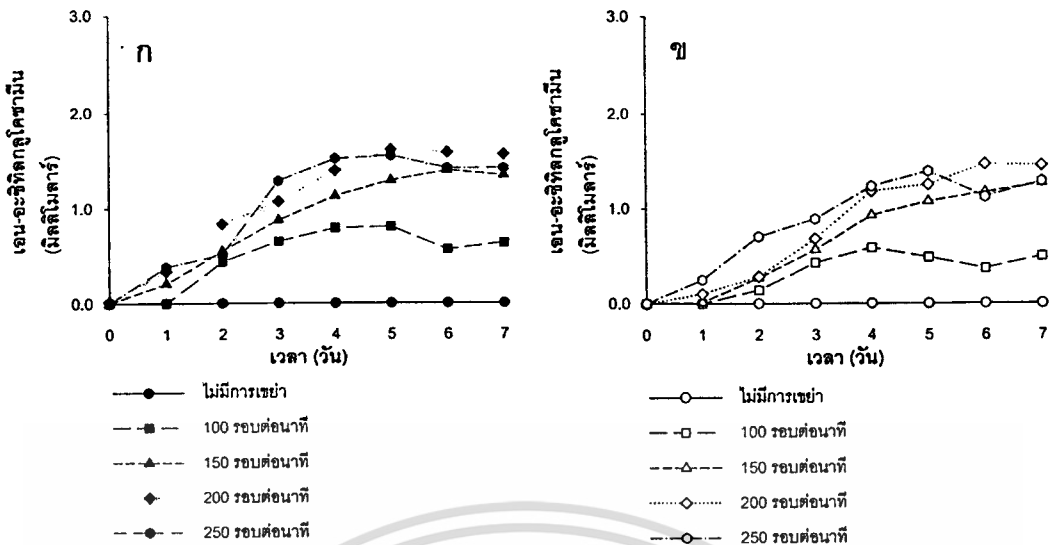 ก
เอน-อะซิทิลกลูโคซามีน
(มิลลิโมลาร์)
3.0
2.0
1.0
0.0
0 1 2 3 4 5 6 7
เวลา (วัน)
ไม่มีการเขย่า
100 รอบต่อนาที
150 รอบต่อนาที
200 รอบต่อนาที
250 รอบต่อนาที
ข
เอน-อะซิทิลกลูโคซามีน
(มิลลิโมลาร์)
3.0
2.0
1.0
0.0
0 1 2 3 4 5 6 7
เวลา (วัน)
ไม่มีการเขย่า
100 รอบต่อนาที
150 รอบต่อนาที
200 รอบต่อนาที
250 รอบต่อนาที